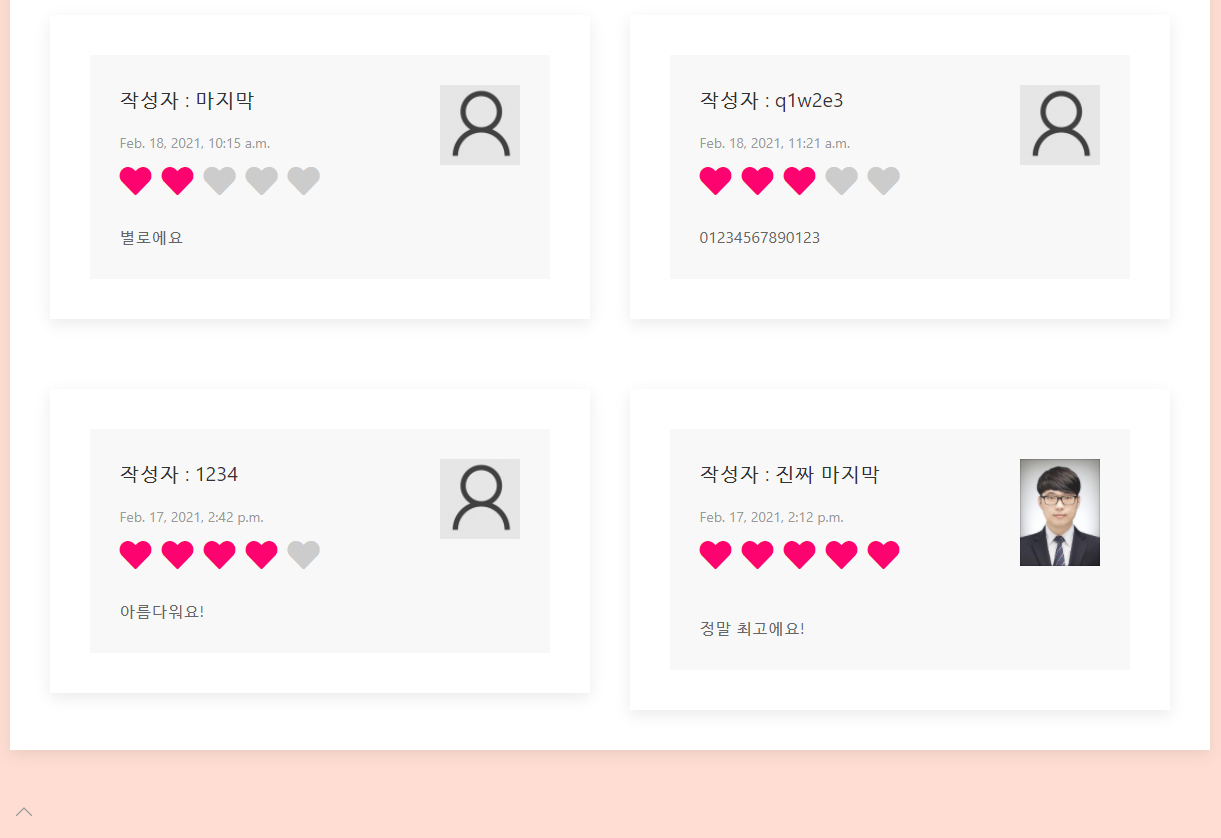 작성자 : 마지막
Feb. 18, 2021, 10:15 a.m.
별로에요
작성자 : q1w2e3
Feb. 18, 2021, 11:21 a.m.
01234567890123
작성자 : 1234
Feb. 17, 2021, 2:42 p.m.
아름다워요!
작성자 : 진짜 마지막
Feb. 17, 2021, 2:12 p.m.
정말 최고에요!